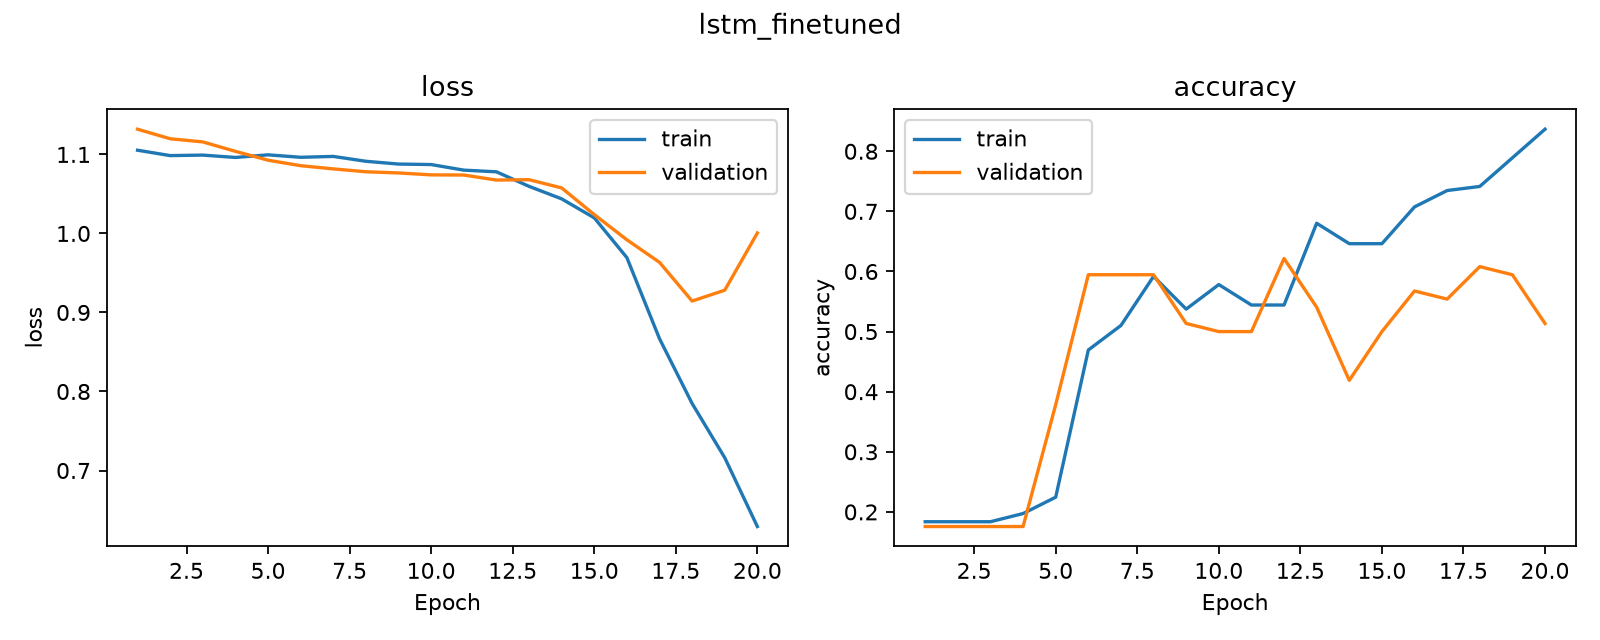 lstm_finetuned
loss
accuracy
train
validation
train
validation
loss
1.1
1.0
0.9
0.8
0.7
accuracy
0.8
0.7
0.6
0.5
0.4
0.3
0.2
2.5 5.0 7.5 10.0 12.5 15.0 17.5 20.0
2.5 5.0 7.5 10.0 12.5 15.0 17.5 20.0
Epoch
Epoch